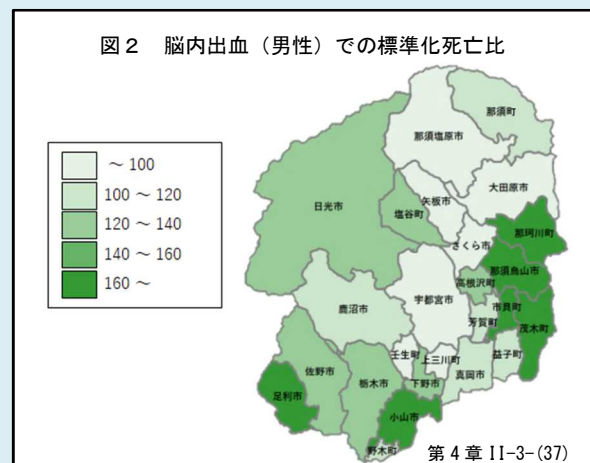 図２　脳内出血（男性）での標準化死亡比
～ 100
100 ～ 120
120 ～ 140
140 ～ 160
160 ～
那須町
那須塩原市
大田原市
日光市
矢板市
塩谷町
那珂川町
さくら市
那須烏山市
高根沢町
宇都宮市
鹿沼市
市貝町
芳賀町
茂木町
壬生町
上三川町
益子町
佐野市
真岡市
栃木市
下野市
足利市
小山市
野木町
第４章 II-3-(37)